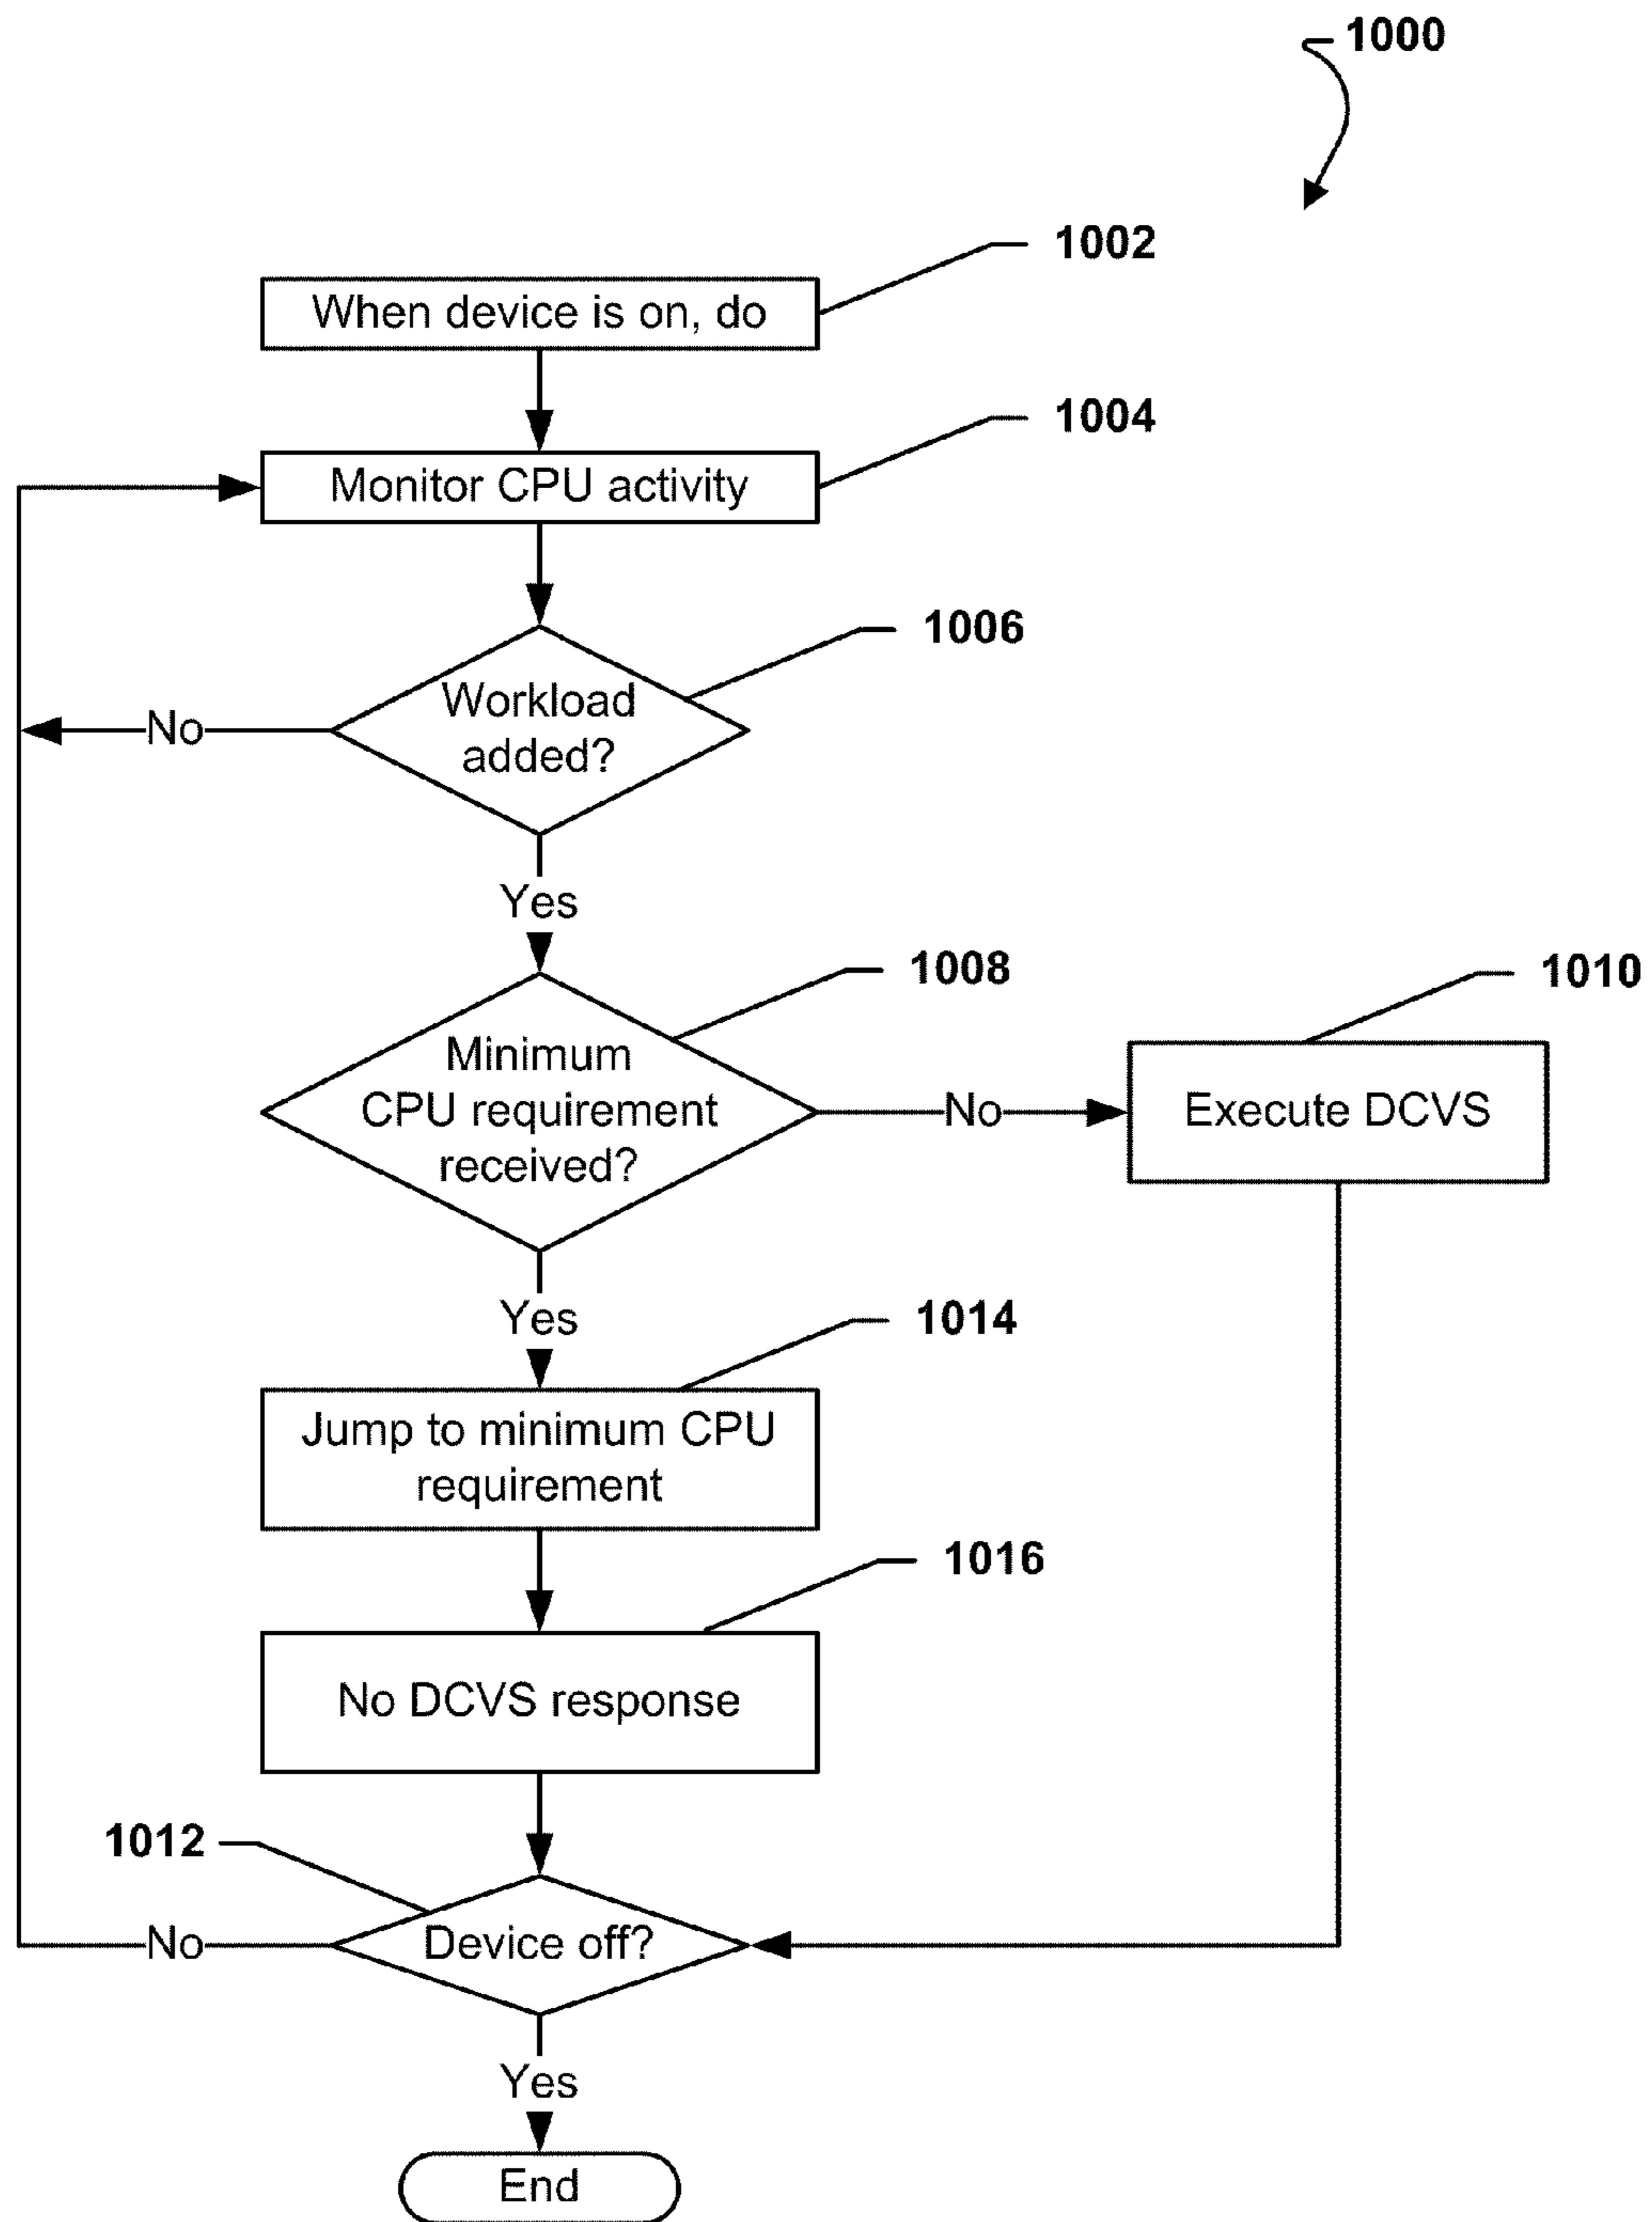 1000
1002
When device is on, do
1004
Monitor CPU activity
1006
Workload
added?
No
Yes
1008
1010
Minimum
CPU requirement
received?
No
Execute DCVS
Yes
1014
Jump to minimum CPU
requirement
1016
No DCVS response
1012
Device off?
No
Yes
End